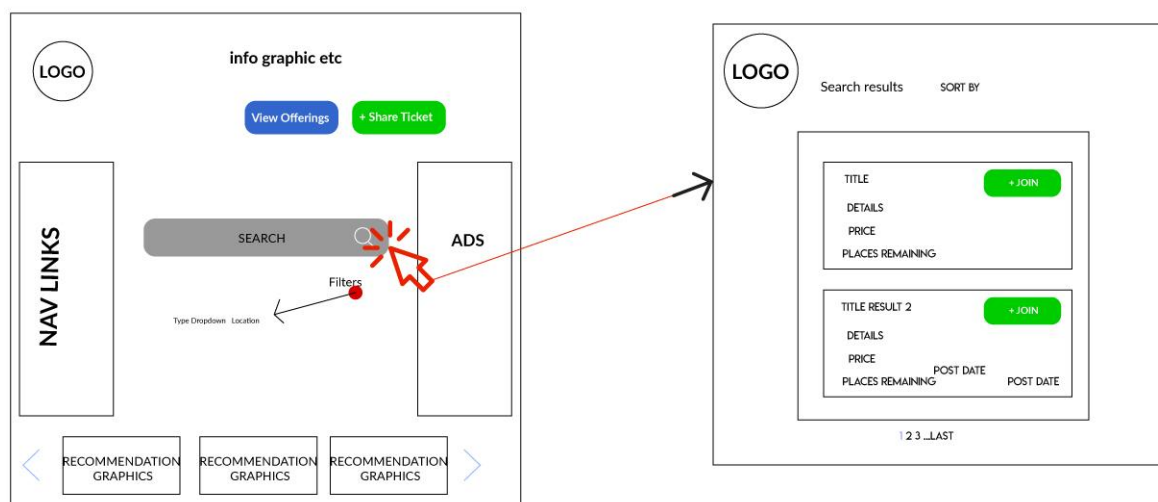 info graphic etc
LOGO
View Offerings
+ Share Ticket
NAV LINKS
SEARCH
ADS
Filters
Type Dropdown Location
RECOMMENDATION
GRAPHICS
RECOMMENDATION
GRAPHICS
RECOMMENDATION
GRAPHICS
LOGO
Search results
SORT BY
TITLE
+ JOIN
DETAILS
PRICE
PLACES REMAINING
TITLE RESULT 2
+ JOIN
DETAILS
PRICE
POST DATE
PLACES REMAINING
POST DATE
1 2 3 ...LAST